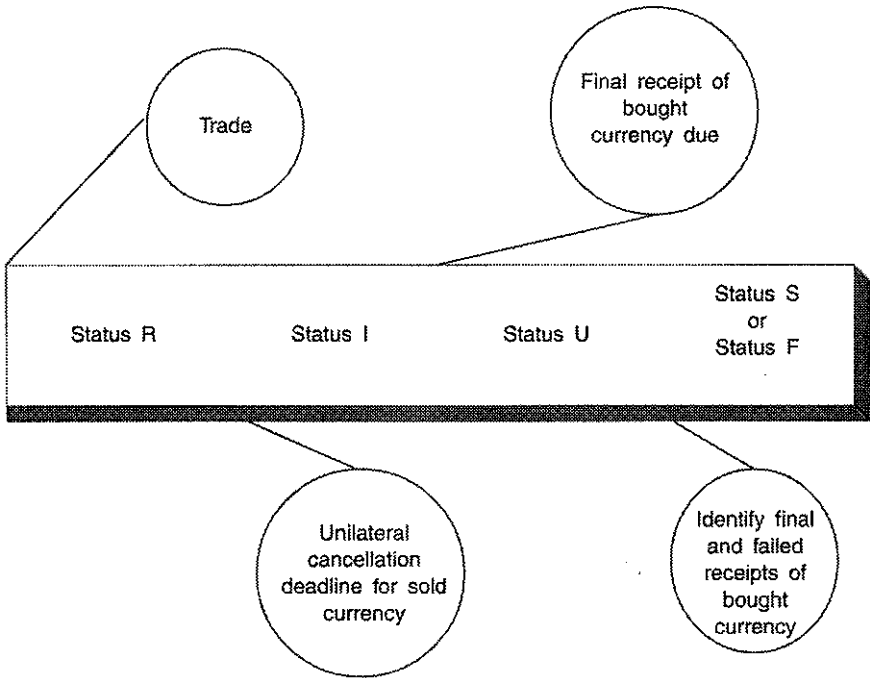 Trade
Final receipt of
bought
currency due
Status R
Status I
Status U
Status S
or
Status F
Unilateral
cancellation
deadline for sold
currency
Identify final
and failed
receipts of
bought
currency